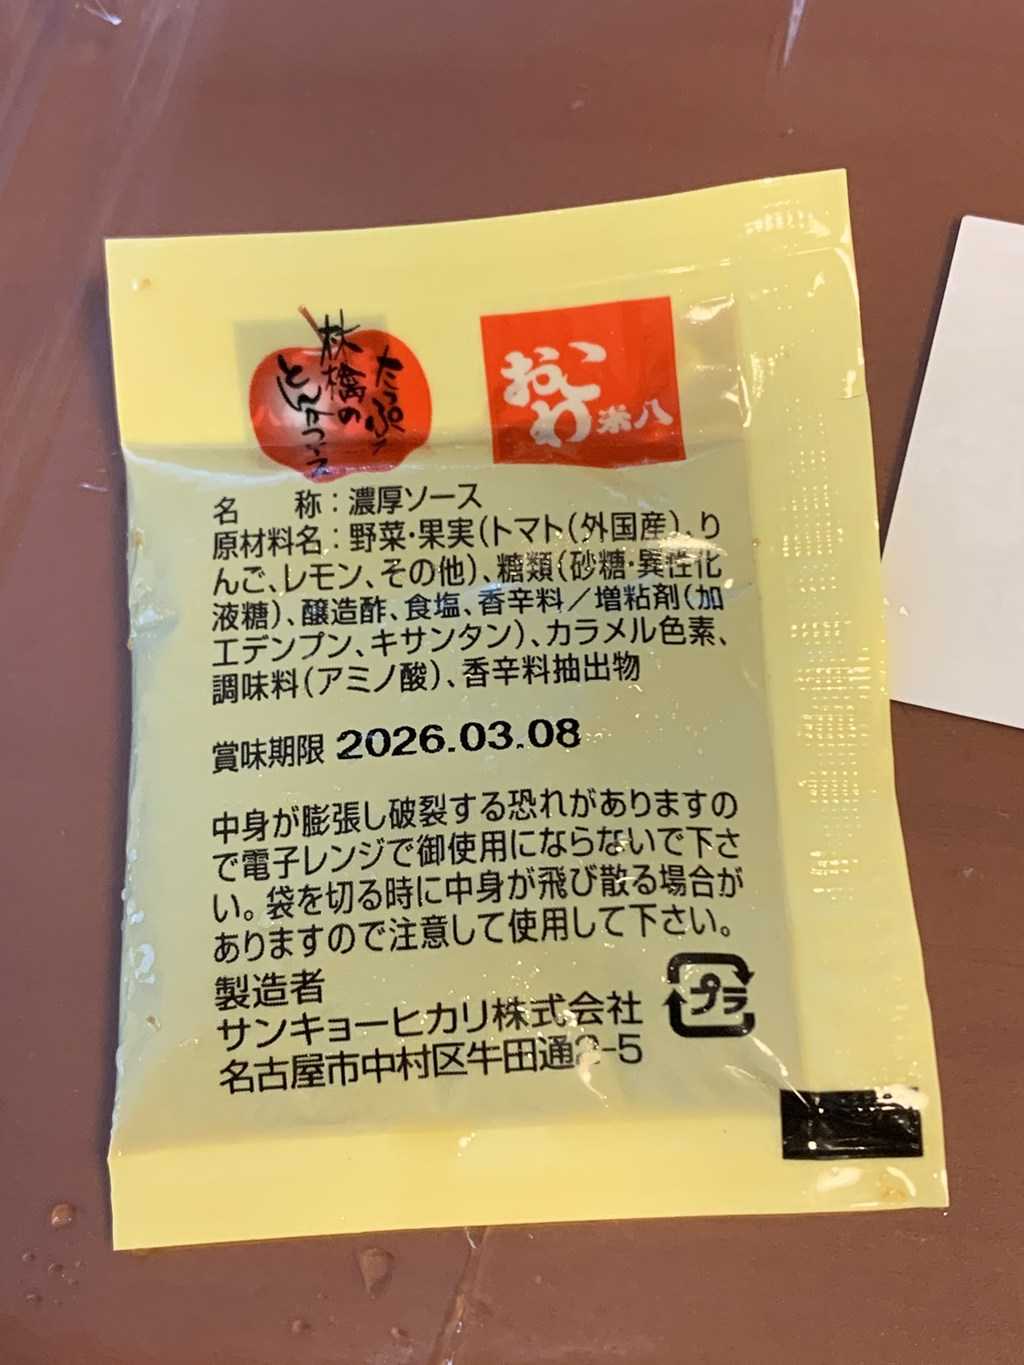 たっぷり
林檎の
とんかつソース
おこわ
米八
名　　称：濃厚ソース
原材料名：野菜・果実（トマト（外国産）、り
んご、レモン、その他）、糖類（砂糖・異性化
液糖）、醸造酢、食塩、香辛料／増粘剤（加
工デンプン、キサンタン）、カラメル色素、
調味料（アミノ酸）、香辛料抽出物
賞味期限 2026.03.08
中身が膨張し破裂する恐れがありますの
で電子レンジで御使用にならないで下さ
い。袋を切る時に中身が飛び散る場合が
ありますので注意して使用して下さい。
製造者
サンキョーヒカリ株式会社
名古屋市中村区牛田通2-5
プラ